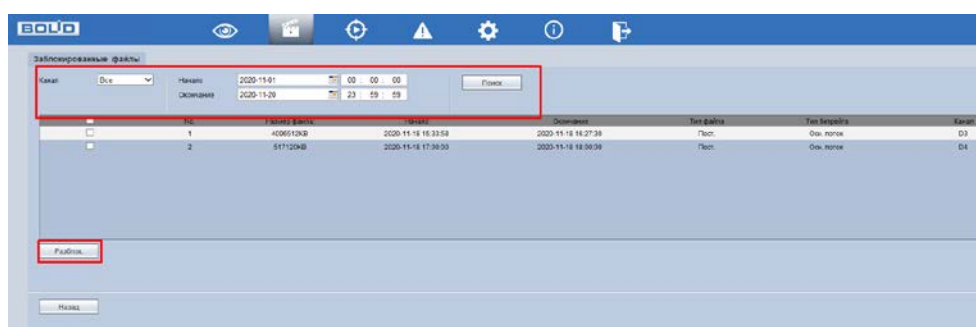 BOLID
Заблокированные файлы
Канал Все Начало 2020-11-01 00 : 00 : 00 Поиск
Окончание 2020-11-20 23 : 59 : 59
No. Размер файла Начало Окончание Тип файла Тип битрейта Канал
1 4006512KB 2020-11-18 15:33:58 2020-11-18 16:27:30 Пост. Осн. поток D3
2 517120KB 2020-11-18 17:30:30 2020-11-18 18:00:30 Пост. Осн. поток D4
Разблок.
Назад